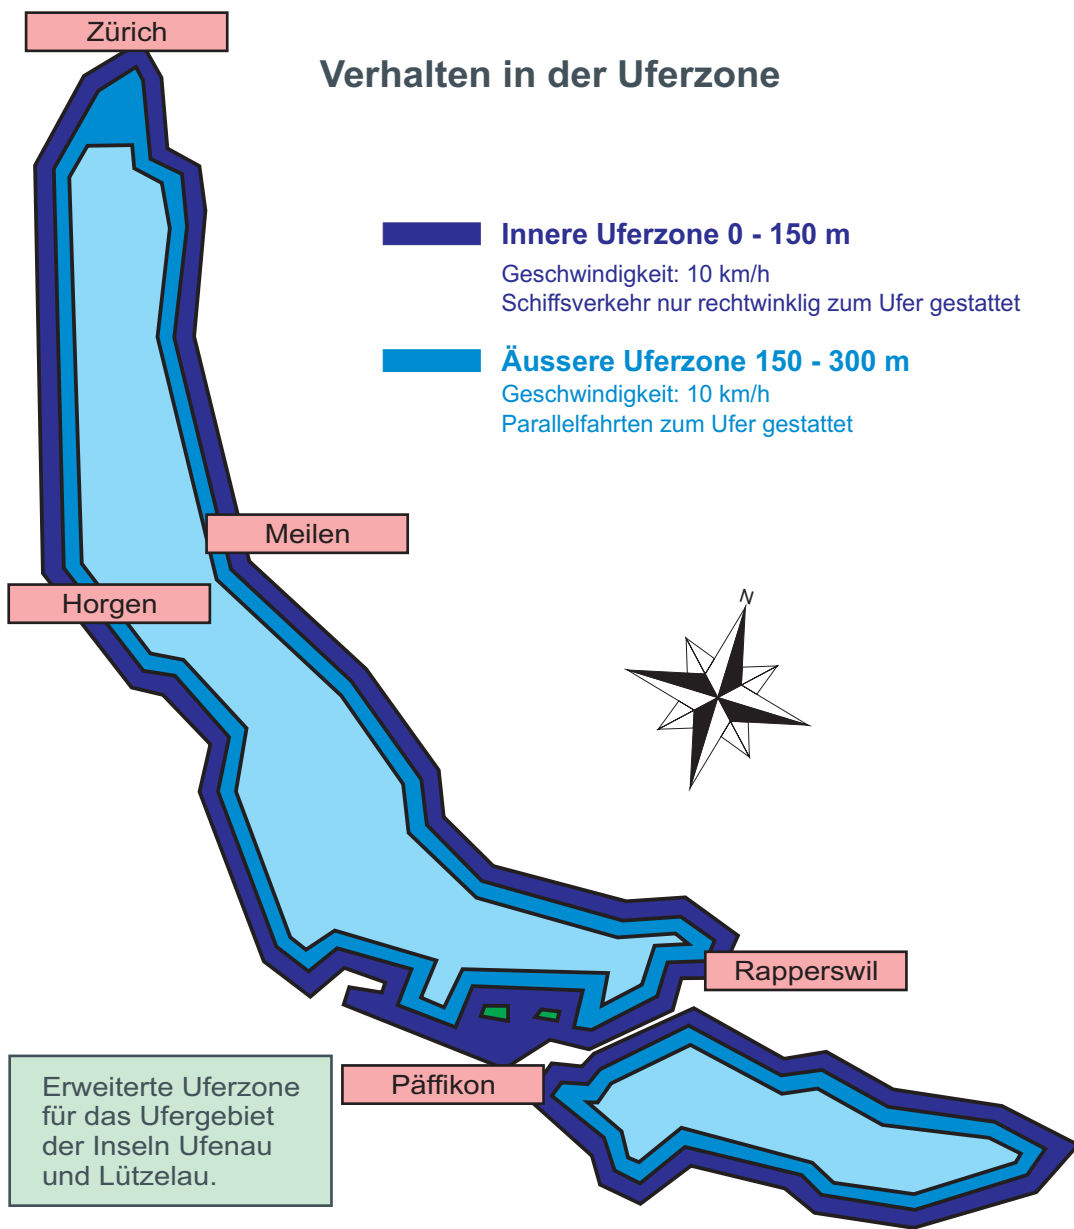 Zürich
Verhalten in der Uferzone
Innere Uferzone 0 - 150 m
Geschwindigkeit: 10 km/h
Schiffsverkehr nur rechtwinklig zum Ufer gestattet
Äussere Uferzone 150 - 300 m
Geschwindigkeit: 10 km/h
Parallelfahrten zum Ufer gestattet
Meilen
Horgen
N
Rapperswil
Päffikon
Erweiterte Uferzone
für das Ufergebiet
der Inseln Ufenau
und Lützelau.